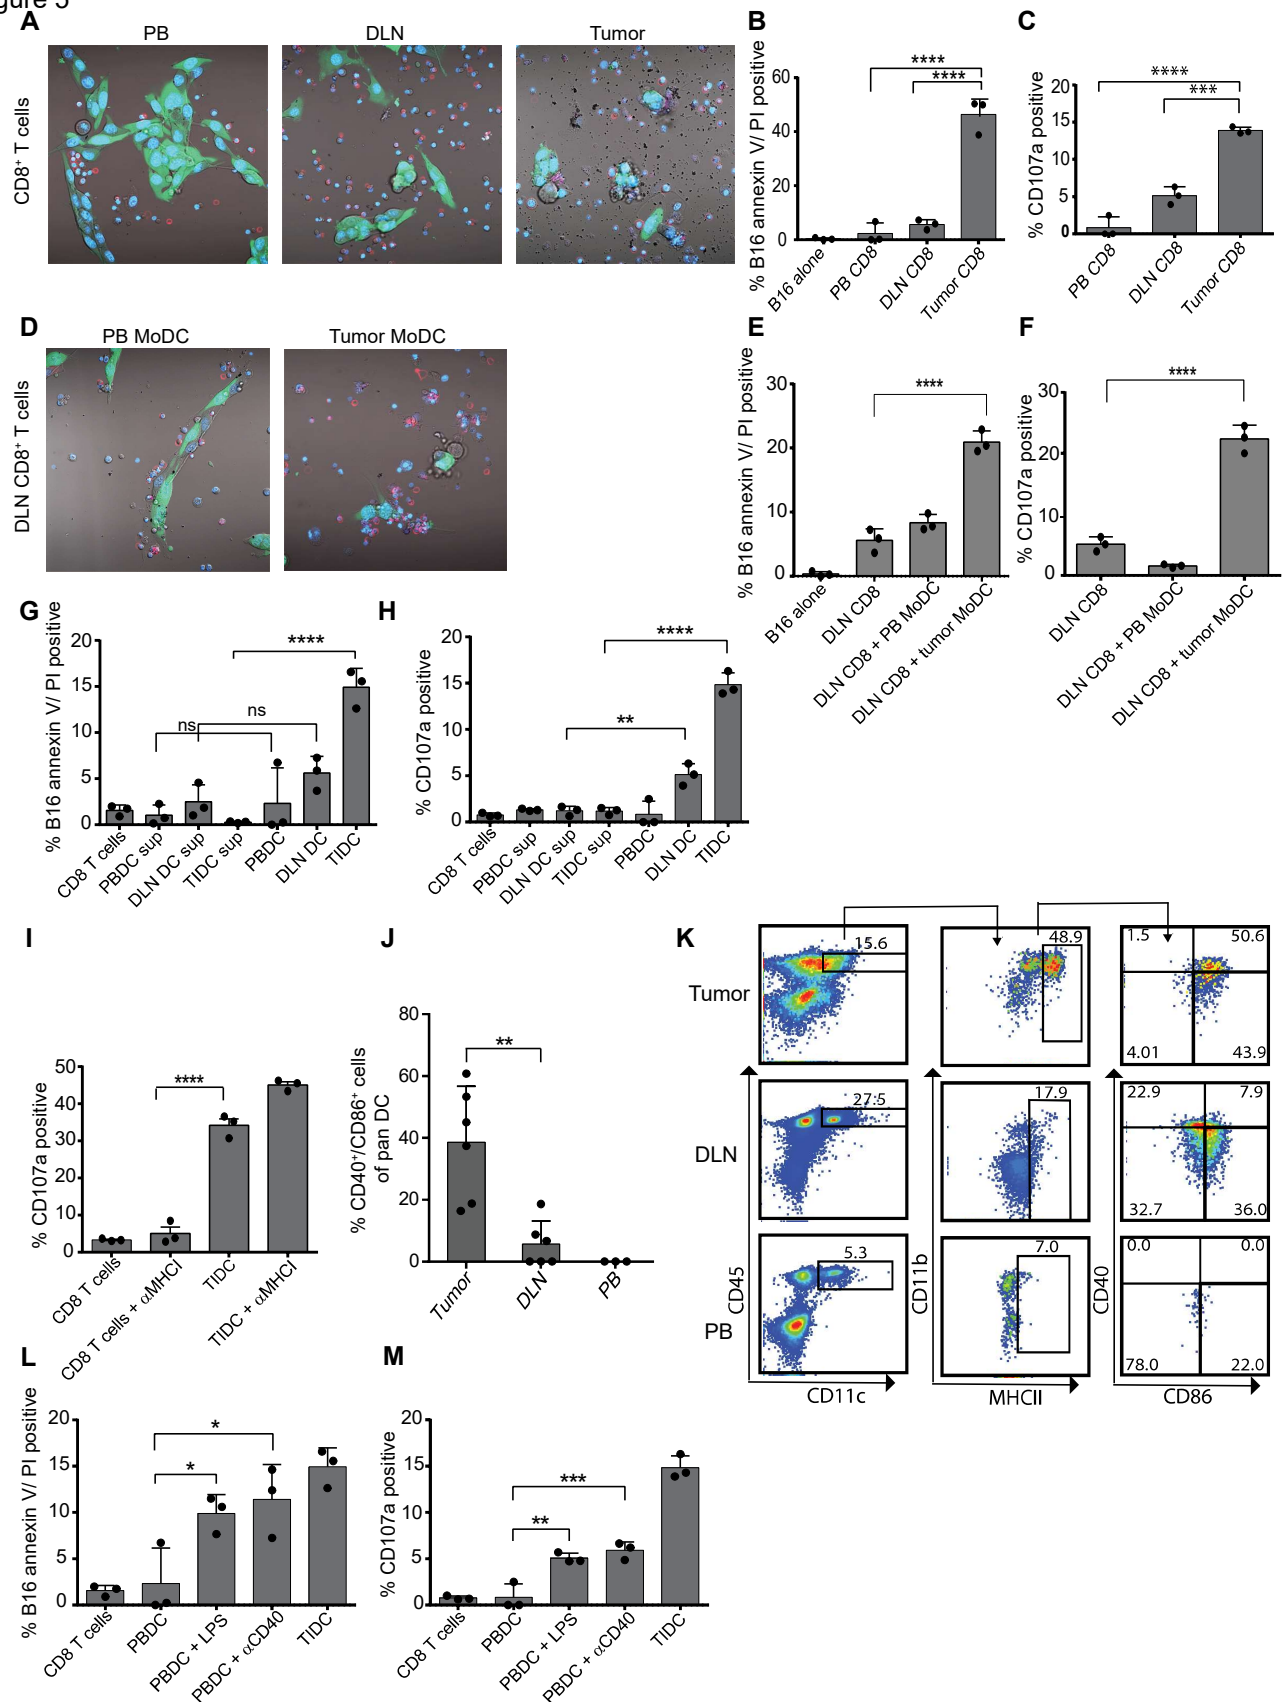 gure 5
A
PB
DLN
Tumor
CD8⁺ T cells
B
% B16 annexin V/ PI positive
60
40
20
0
****
****
B16 alone
PB CD8
DLN CD8
Tumor CD8
C
% CD107a positive
20
15
10
5
0
****
***
PB CD8
DLN CD8
Tumor CD8
D
PB MoDC
Tumor MoDC
DLN CD8⁺ T cells
E
% B16 annexin V/ PI positive
30
20
10
0
****
B16 alone
DLN CD8
DLN CD8 + PB MoDC
DLN CD8 + tumor MoDC
F
% CD107a positive
30
20
10
0
****
DLN CD8
DLN CD8 + PB MoDC
DLN CD8 + tumor MoDC
G
% B16 annexin V/ PI positive
20
15
10
5
0
****
ns
ns
CD8 T cells
PBDC sup
DLN DC sup
TIDC sup
PBDC
DLN DC
TIDC
H
% CD107a positive
20
15
10
5
0
****
**
CD8 T cells
PBDC sup
DLN DC sup
TIDC sup
PBDC
DLN DC
TIDC
I
% CD107a positive
50
40
30
20
10
0
****
CD8 T cells
CD8 T cells + αMHCI
TIDC
TIDC + αMHCI
J
% CD40⁺/CD86⁺ cells
of pan DC
80
60
40
20
0
**
Tumor
DLN
PB
K
Tumor
15.6
48.9
1.5
50.6
4.01
43.9
DLN
27.5
17.9
22.9
7.9
32.7
36.0
PB
5.3
7.0
0.0
0.0
78.0
22.0
CD45
CD11c
CD11b
MHCII
CD40
CD86
L
% B16 annexin V/ PI positive
20
15
10
5
0
*
*
CD8 T cells
PBDC
PBDC + LPS
PBDC + αCD40
TIDC
M
% CD107a positive
20
15
10
5
0
***
**
CD8 T cells
PBDC
PBDC + LPS
PBDC + αCD40
TIDC